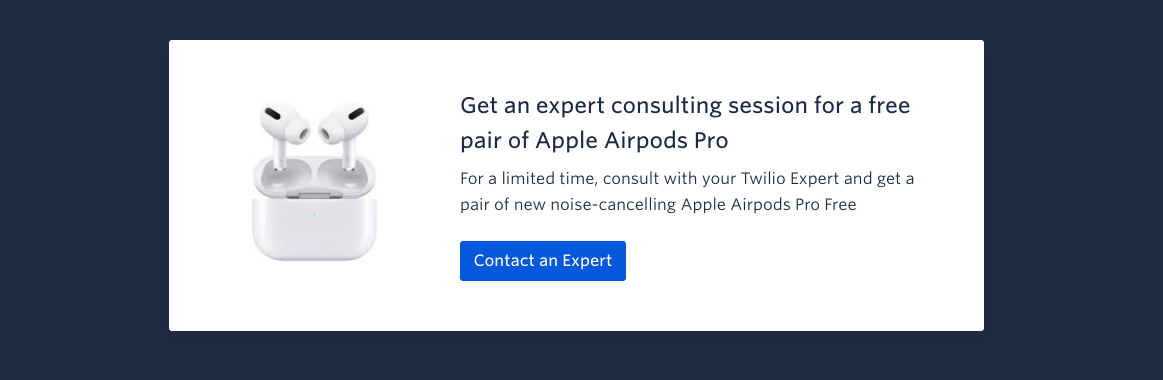 Get an expert consulting session for a free
pair of Apple Airpods Pro
For a limited time, consult with your Twilio Expert and get a
pair of new noise-cancelling Apple Airpods Pro Free
Contact an Expert